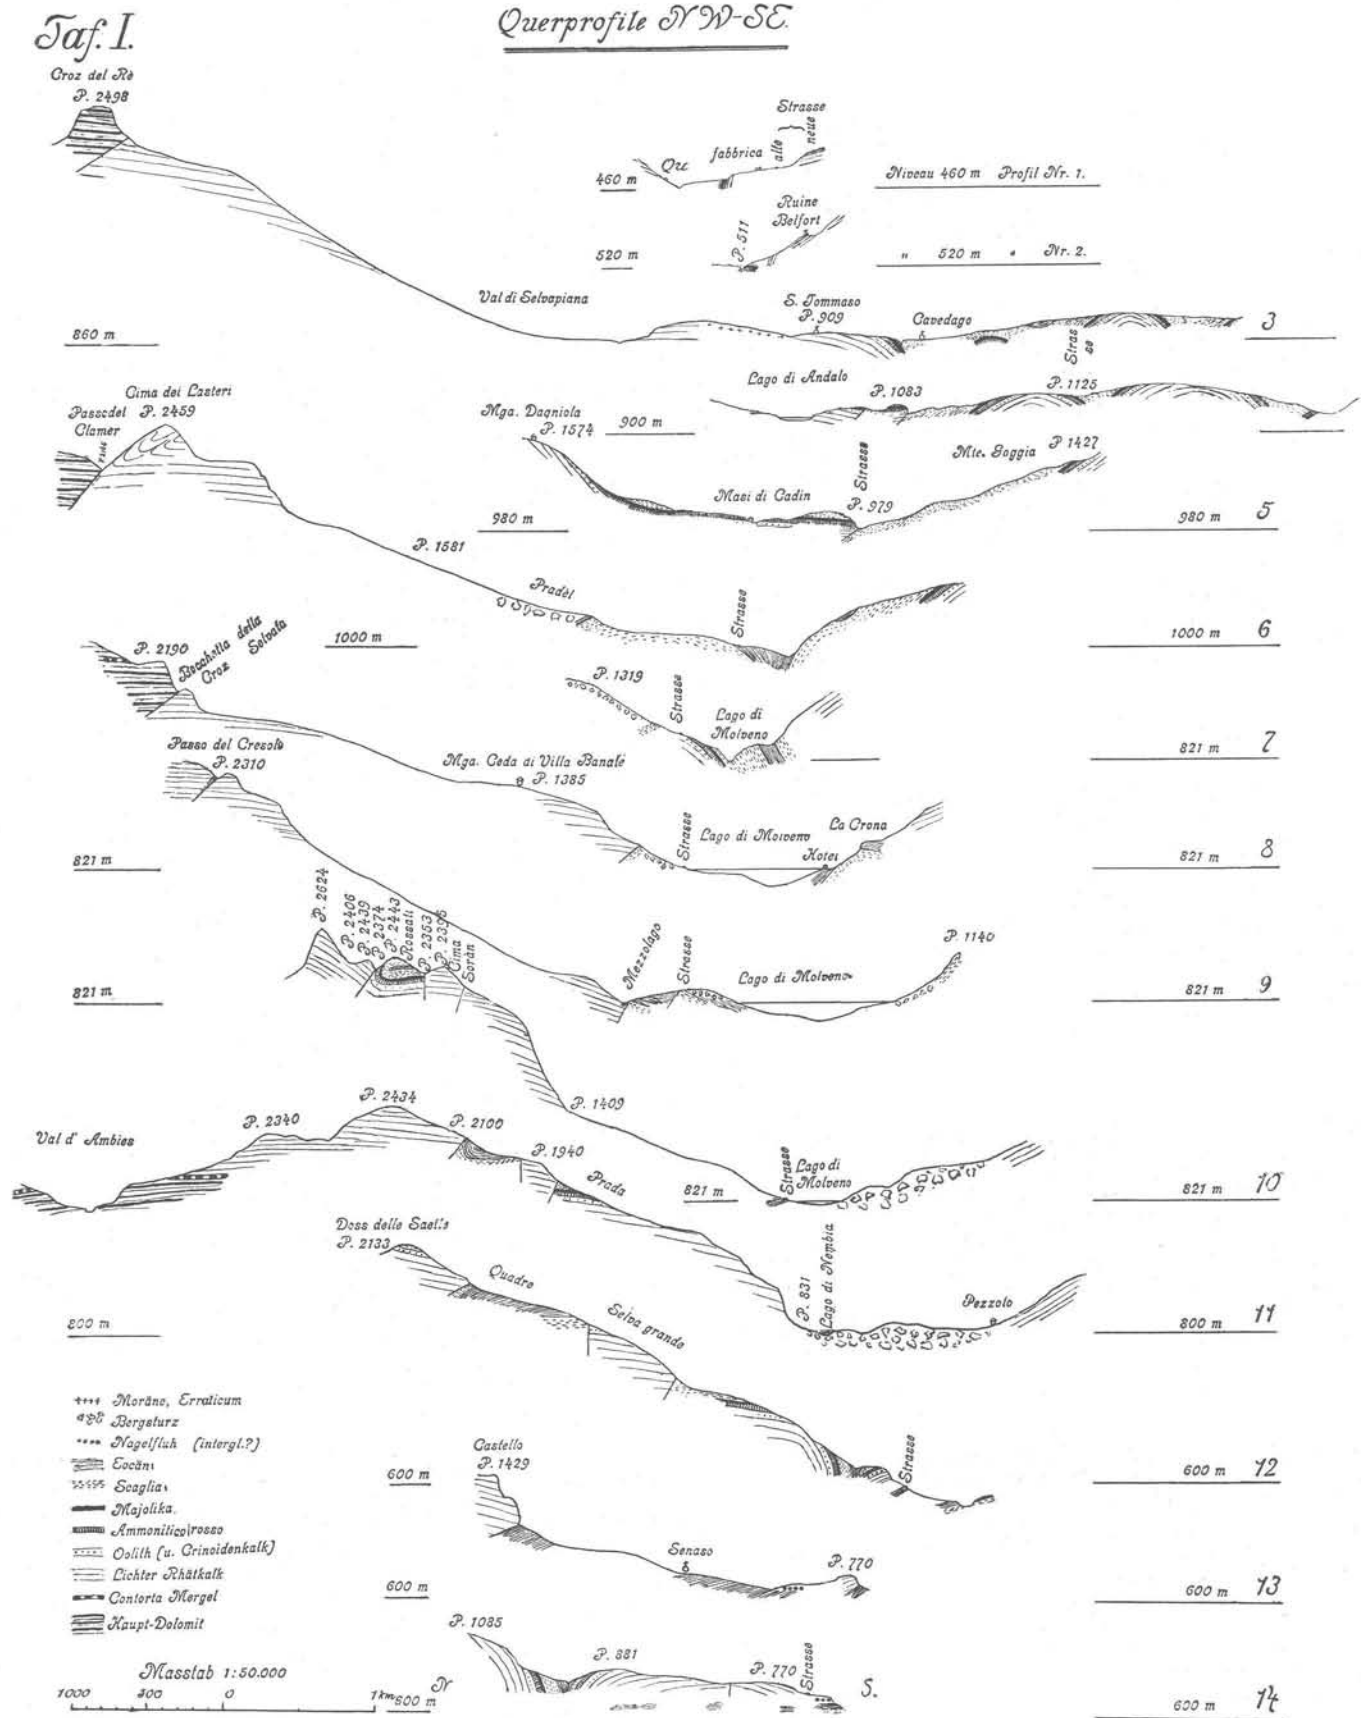 Taf. I.
Querprofile NW-SE.
Croz del Rè
P. 2498
Strasse
alte
neue
fabbrica
460 m
Niveau 460 m Profil Nr. 1.
Ruine
Belfort
P. 511
520 m
" 520 m " Nr. 2.
Val di Selvapiana
S. Tommaso
P. 909
Cavedago
Stras
se
3
860 m
Lago di Andalo
P. 1083
P. 1125
900 m
Cima dei Lasteri
P. 2459
Passo del
Clamer
Mga. Dagniola
P. 1574
Masi di Cadin
Strasse
P. 979
Mte. Goggia P 1427
980 m
980 m 5
P. 1581
Pradèl
Strasse
1000 m
1000 m 6
P. 2190
Bocchetta della
Croz Selvata
P. 1319
Strasse
Lago di
Molveno
821 m 7
Passo del Cresole
P. 2310
Mga. Ceda di Villa Banale
P. 1385
Strasse
Lago di Molveno
Hotel
La Crona
821 m
821 m 8
P. 2624
P. 2406
P. 2439
P. 2374
P. 2443
Rossati
P. 2353
P. 2396
Cima
Soràn
Mezzolago
Strasse
Lago di Molveno
P. 1140
821 m
821 m 9
P. 1409
Strasse
Lago di
Molveno
821 m
821 m 10
Val d' Ambies
P. 2340
P. 2434
P. 2100
P. 1940
Prada
P. 831
Lago di Nembia
Pezzolo
800 m
800 m 11
Doss delle Saette
P. 2133
Quadro
Selva grande
Strasse
600 m
600 m 12
Castello
P. 1429
Senaso
P. 770
600 m
600 m 13
P. 1085
P. 881
P. 770
Strasse
N
S.
600 m
600 m 14
Moräne, Erraticum
Bergsturz
Nagelfluh (intergl.?)
Eocän
Scaglia
Majolika.
Ammonitico rosso
Oolith (u. Crinoidenkalk)
Lichter Rhätkalk
Contorta Mergel
Haupt-Dolomit
Masstab 1:50.000
1000 500 0 1 km